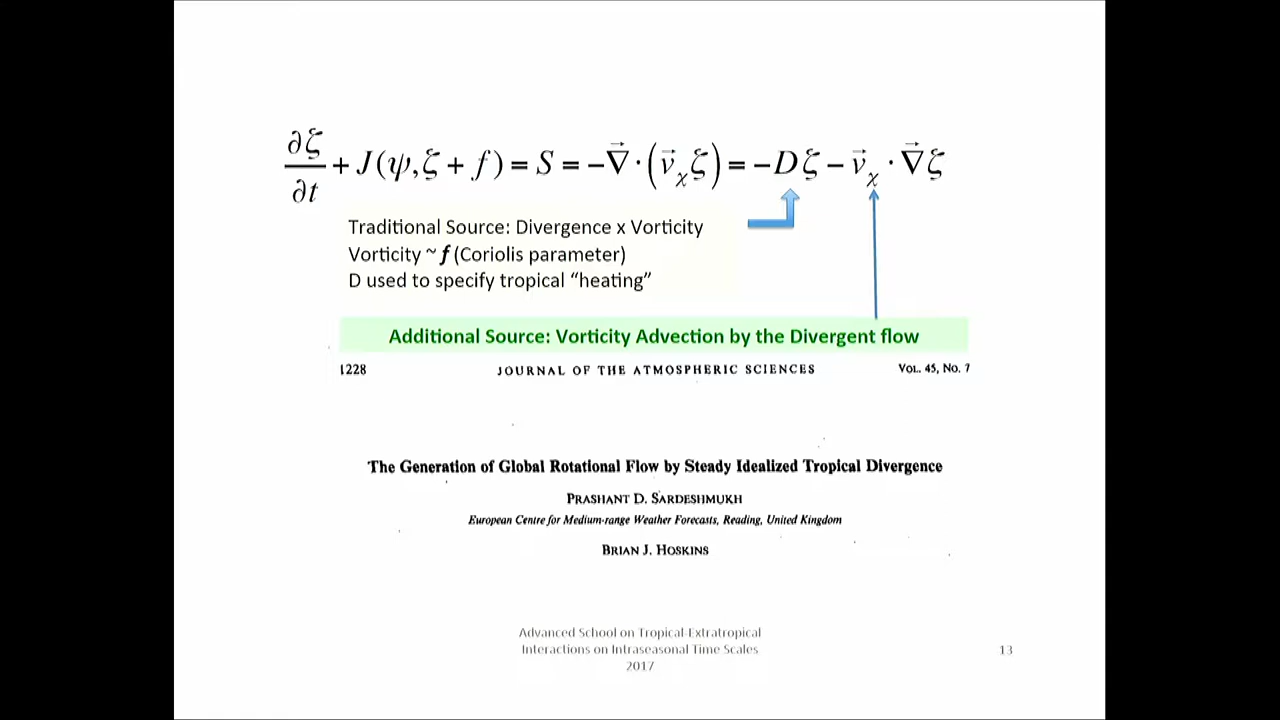 ∂ζ/∂t + J(ψ,ζ + f) = S = −∇⃗ · (v⃗χ ζ) = −Dζ − v⃗χ · ∇⃗ζ
Traditional Source: Divergence x Vorticity
Vorticity ~ f (Coriolis parameter)
D used to specify tropical “heating”
Additional Source: Vorticity Advection by the Divergent flow
1228 JOURNAL OF THE ATMOSPHERIC SCIENCES VOL. 45, NO. 7
The Generation of Global Rotational Flow by Steady Idealized Tropical Divergence
PRASHANT D. SARDESHMUKH
European Centre for Medium-range Weather Forecasts, Reading, United Kingdom
BRIAN J. HOSKINS
Advanced School on Tropical-Extratropical
Interactions on Intraseasonal Time Scales
2017
13